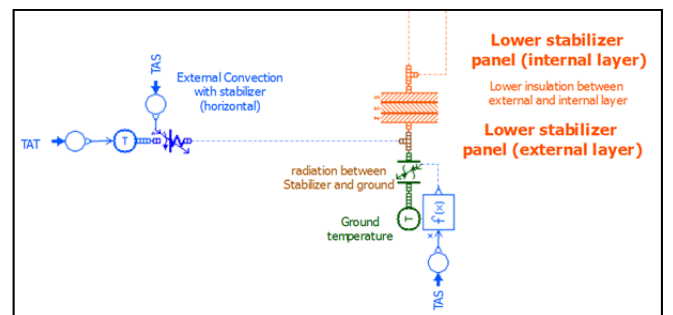 Lower stabilizer
panel (internal layer)
TAS
External Convection
with stabilizer
(horizontal)
Lower insulation between
external and internal layer
Lower stabilizer
panel (external layer)
TAT
T
radiation between
Stabilizer and ground
Ground
temperature
T
f(x)
x
TAS